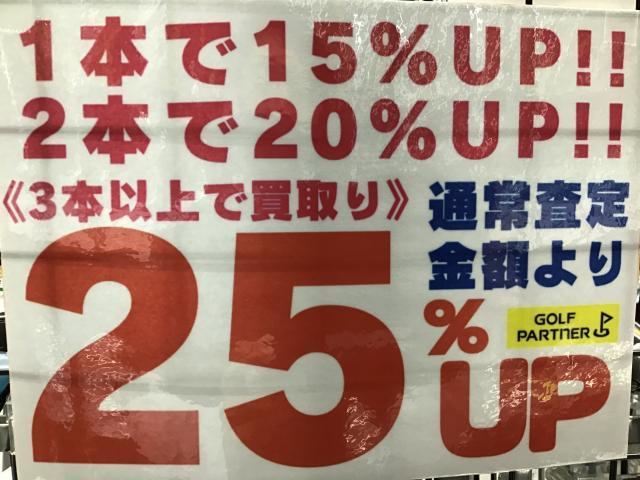 1本で15%UP!!
2本で20%UP!!
《3本以上で買取り》
通常査定
金額より
25%UP
GOLF
PARTNER